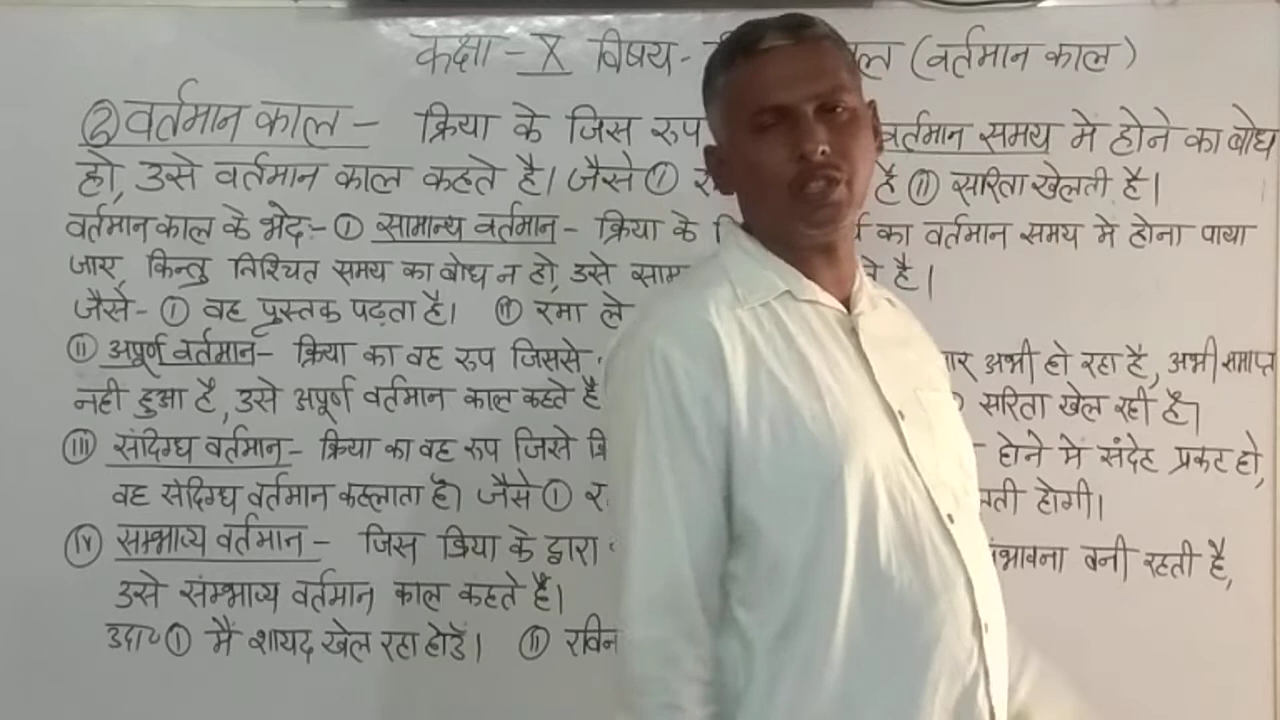 कक्षा - X विषय - ल (वर्तमान काल)
② वर्तमान काल - क्रिया के जिस रुप वर्तमान समय में होने का बोध
हो, उसे वर्तमान काल कहते है। जैसे ① है ⑪ सरिता खेलती है।
वर्तमान काल के भेद :- ① सामान्य वर्तमान - क्रिया के का वर्तमान समय मे होना पाया
जाए, किन्तु निश्चित समय का बोध न हो, उसे साम है।
जैसे - ① वह पुस्तक पढ़ता है। ⑪ रमा ले
⑪ अपूर्ण वर्तमान - क्रिया का वह रुप जिससे अभी हो रहा है, अभी समाप्त
नही हुआ है, उसे अपूर्ण वर्तमान काल कहते है सरिता खेल रही है।
(iii) संदिग्ध वर्तमान - क्रिया का वह रुप जिसे होने मे संदेह प्रकट हो,
वह संदिग्ध वर्तमान कहलाता है। जैसे ① र ती होगी।
(iv) सम्भाव्य वर्तमान - जिस क्रिया के द्वारा संभावना बनी रहती है,
उसे संम्भाव्य वर्तमान काल कहते है।
उदा० ① मैं शायद खेल रहा होउॅं। ⑪ रविन